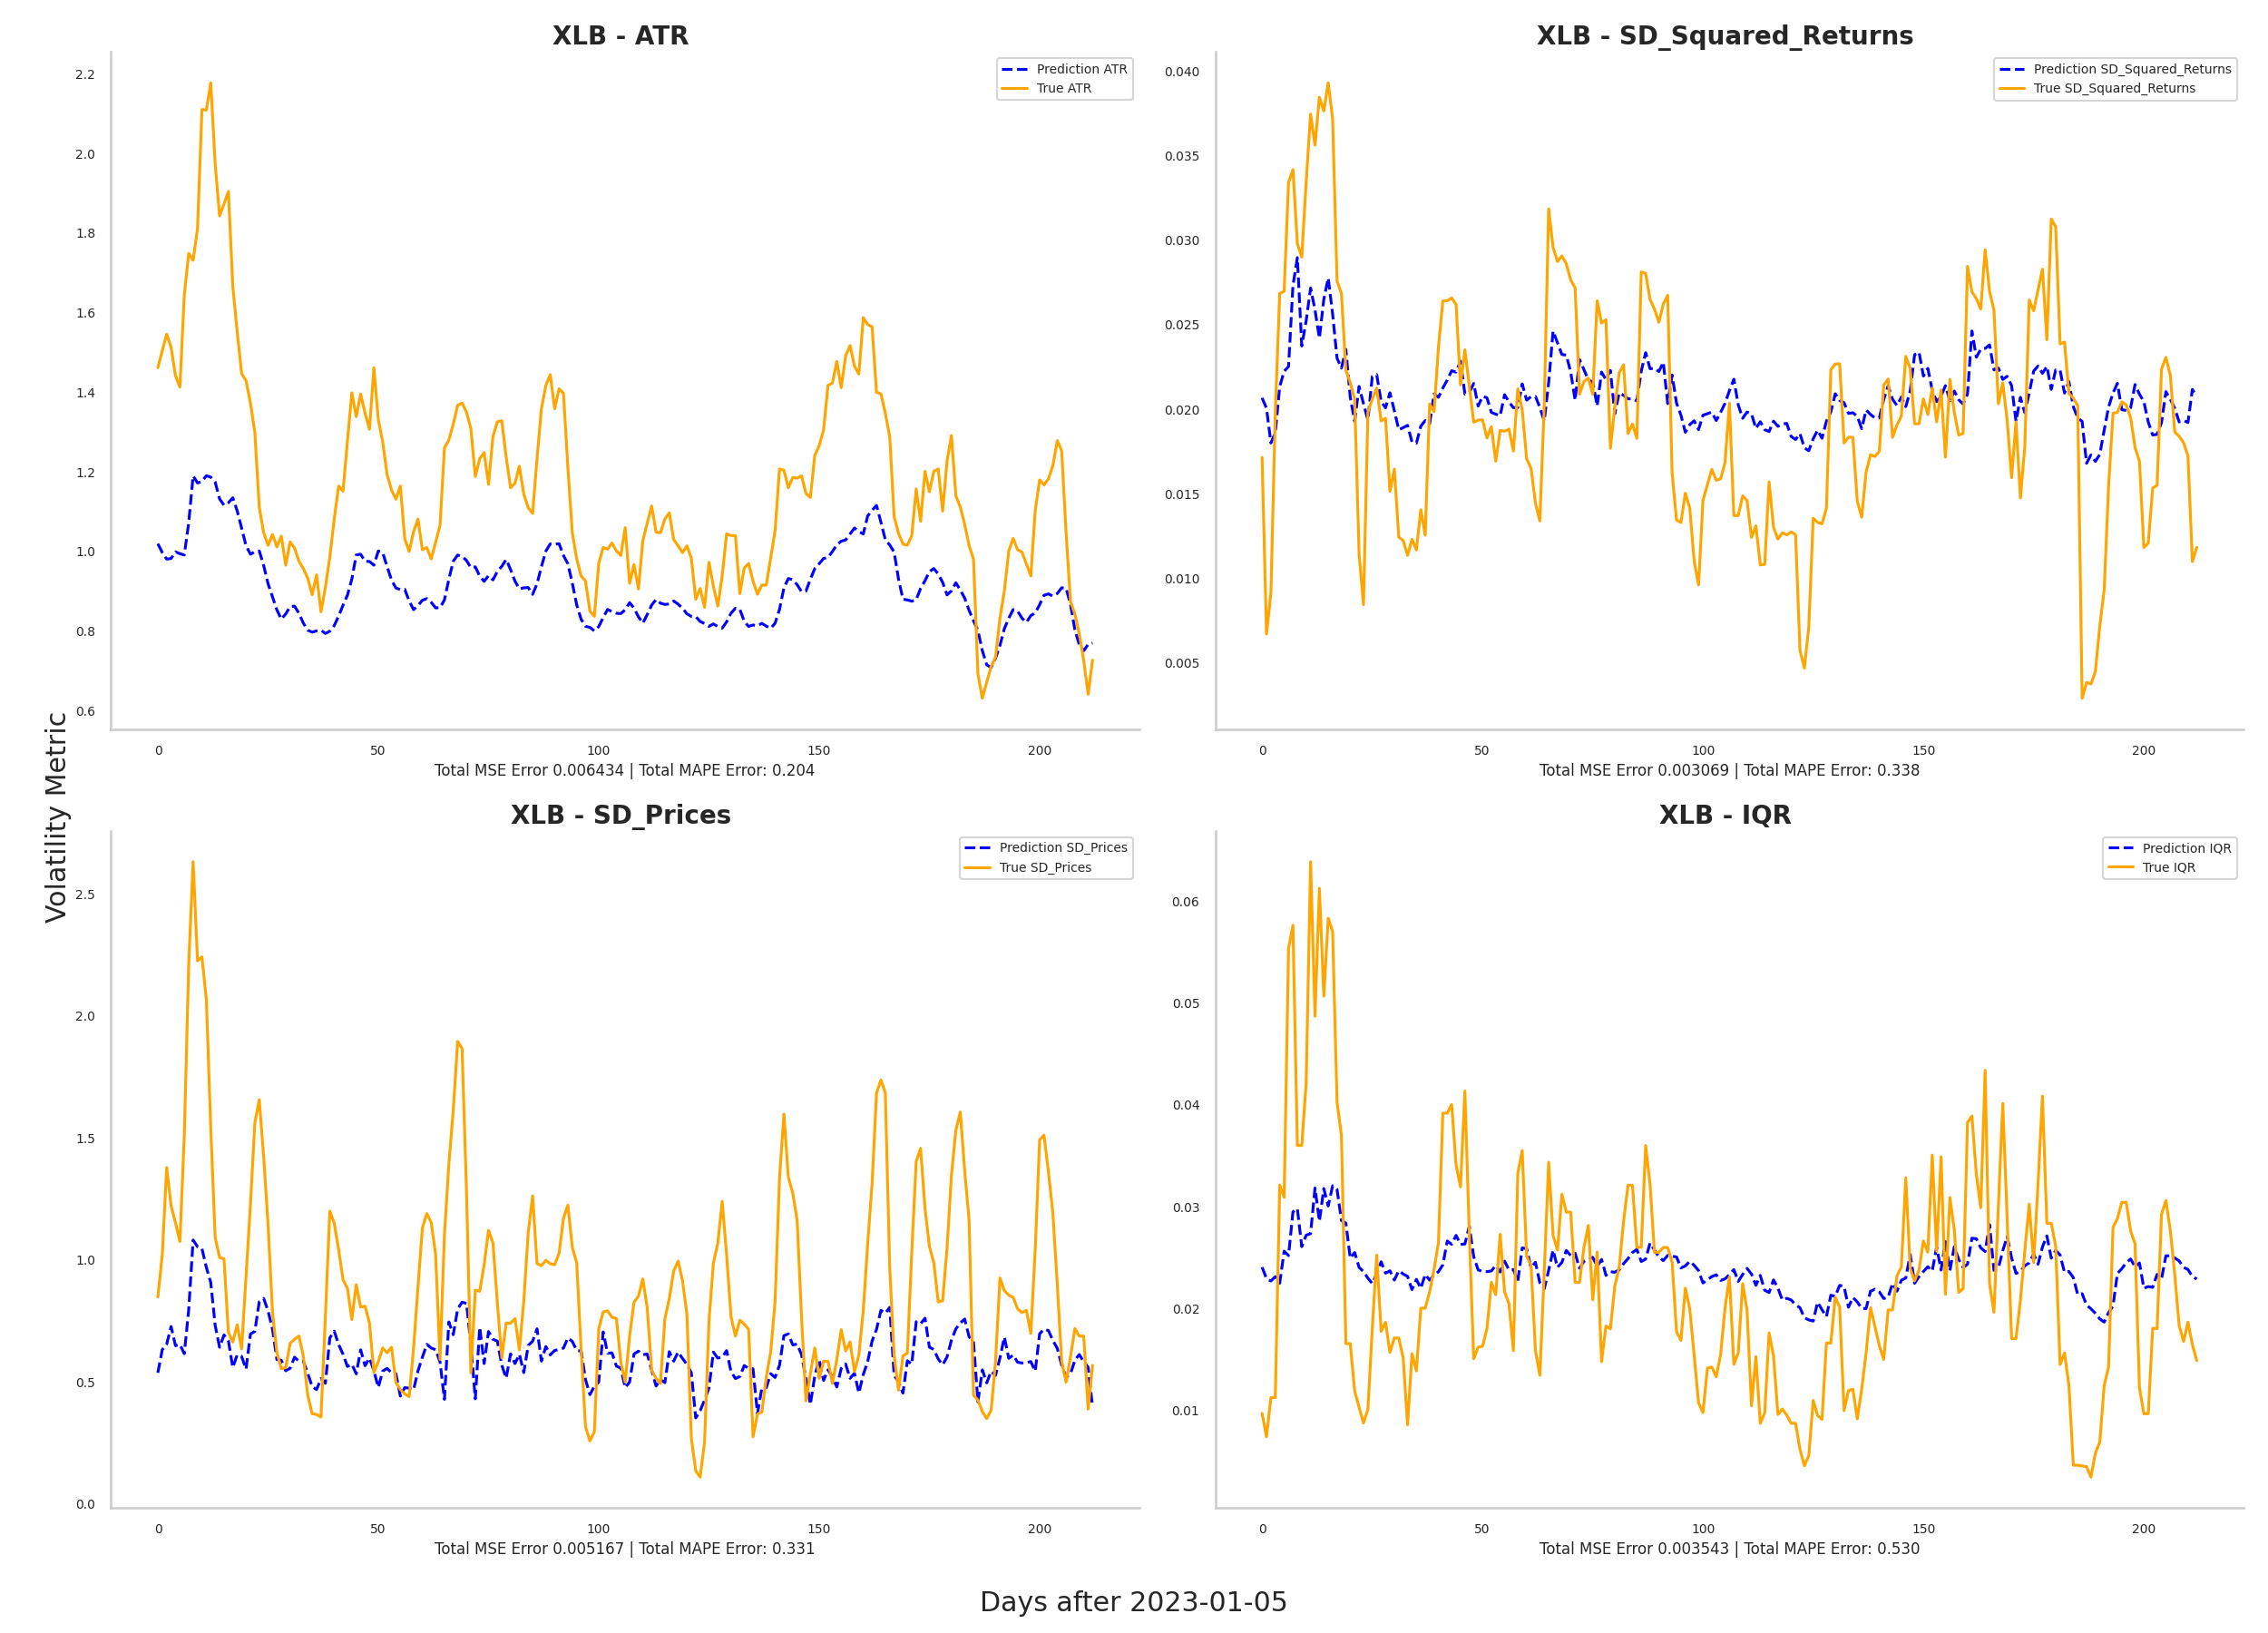 XLB - ATR
Prediction ATR
True ATR
2.2
2.0
1.8
1.6
1.4
1.2
1.0
0.8
0.6
0
50
100
150
200
Total MSE Error 0.006434 | Total MAPE Error: 0.204
XLB - SD_Squared_Returns
Prediction SD_Squared_Returns
True SD_Squared_Returns
0.040
0.035
0.030
0.025
0.020
0.015
0.010
0.005
0
50
100
150
200
Total MSE Error 0.003069 | Total MAPE Error: 0.338
Volatility Metric
XLB - SD_Prices
Prediction SD_Prices
True SD_Prices
2.5
2.0
1.5
1.0
0.5
0.0
0
50
100
150
200
Total MSE Error 0.005167 | Total MAPE Error: 0.331
XLB - IQR
Prediction IQR
True IQR
0.06
0.05
0.04
0.03
0.02
0.01
0
50
100
150
200
Total MSE Error 0.003543 | Total MAPE Error: 0.530
Days after 2023-01-05